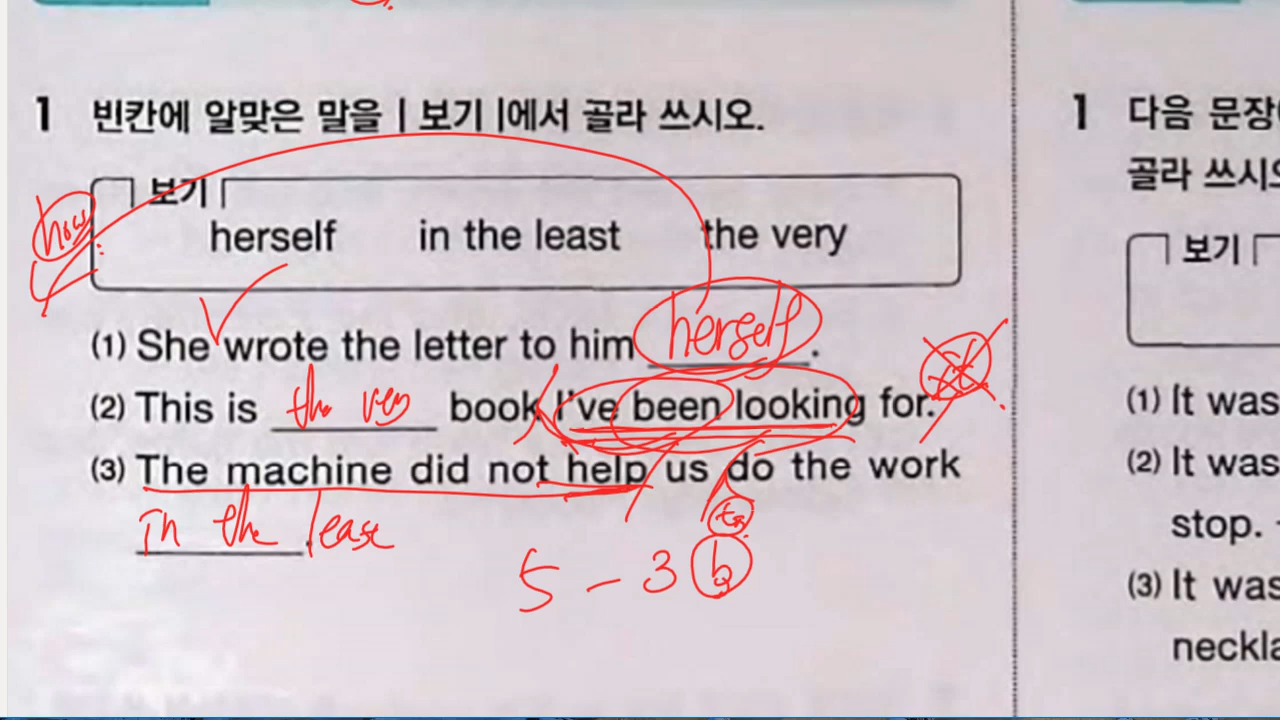 1 빈칸에 알맞은 말을 | 보기 |에서 골라 쓰시오.
보기
herself in the least the very
how
(1) She wrote the letter to him herself.
(2) This is the very book I've been looking for.
(3) The machine did not help us do the work
in the least.
to
5 - 3
1 다음 문장
골라 쓰시오
보기
(1) It was
(2) It was
stop.
(3) It was
neckla